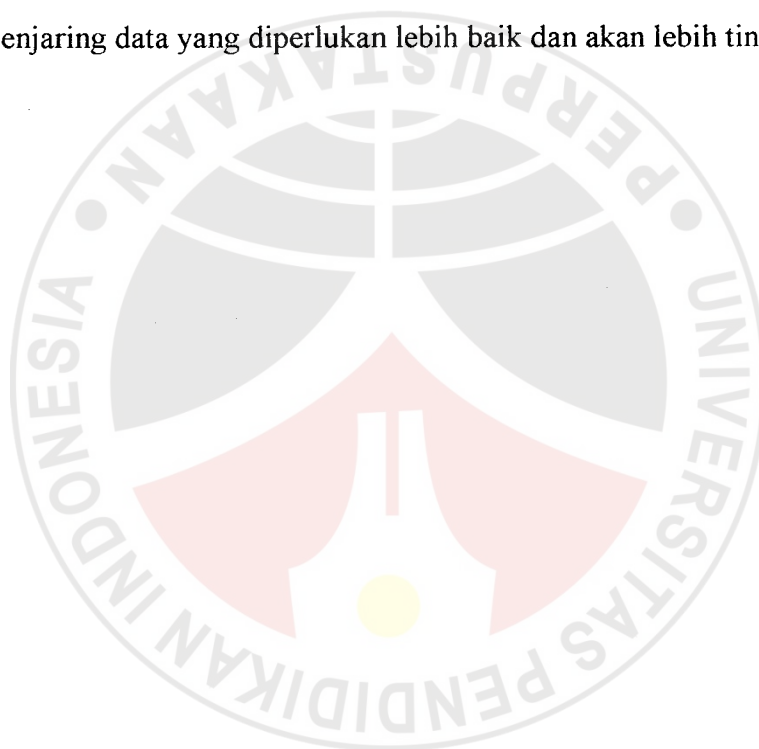 enjaring data yang diperlukan lebih baik dan akan lebih tin
PERPUSTAKAAN
UNIVERSITAS PENDIDIKAN INDONESIA